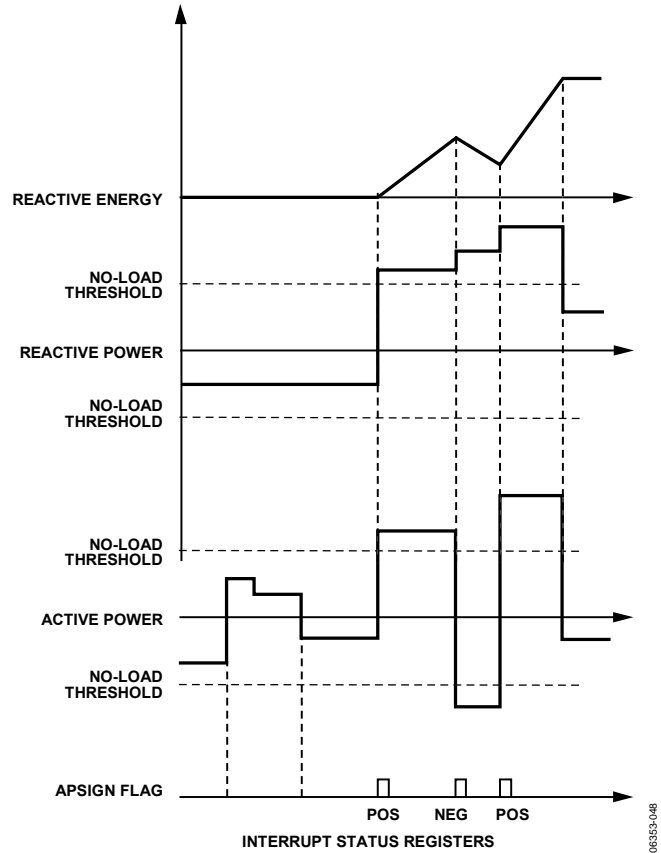 REACTIVE ENERGY
NO-LOAD
THRESHOLD
REACTIVE POWER
NO-LOAD
THRESHOLD
NO-LOAD
THRESHOLD
ACTIVE POWER
NO-LOAD
THRESHOLD
APSIGN FLAG
POS NEG POS
INTERRUPT STATUS REGISTERS
06353-048